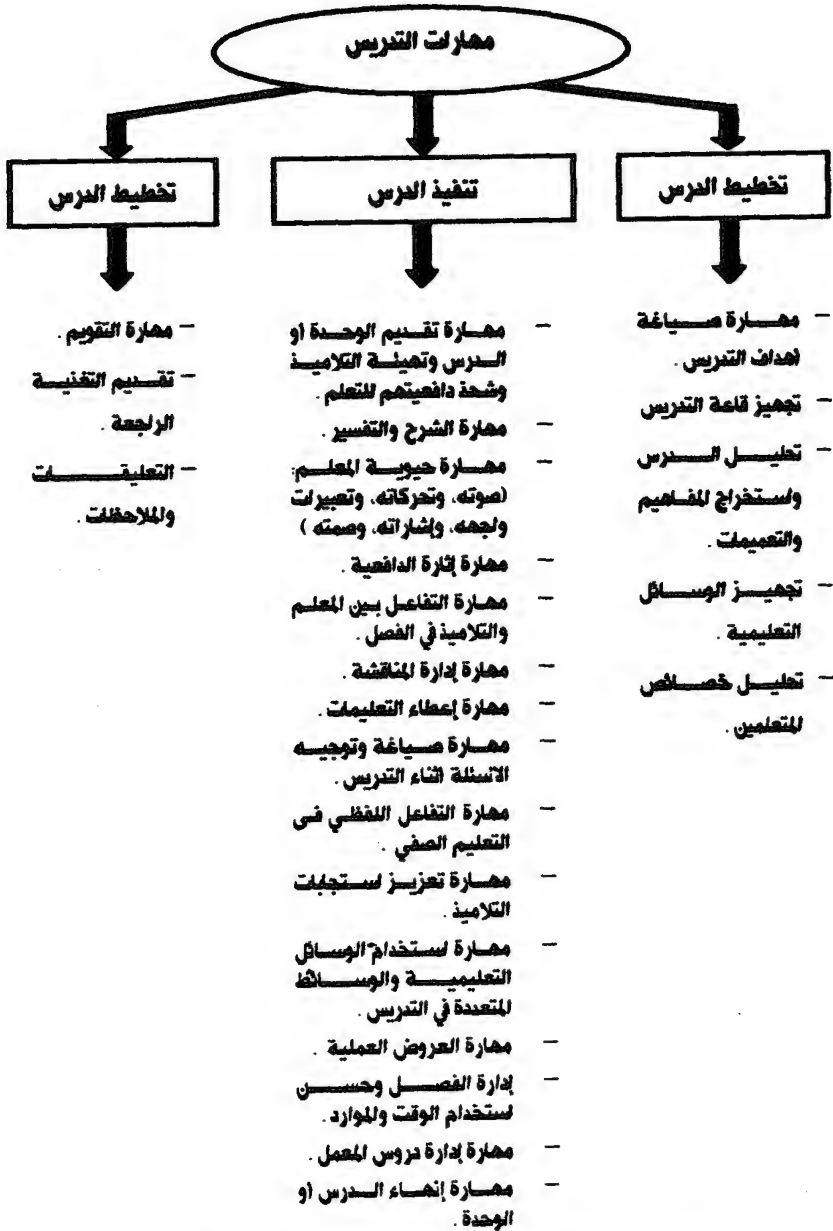 مهارات التدريس
تخطيط الدرس
تنفيذ الدرس
تخطيط الدرس
– مهارة صياغة
أهداف التدريس .
– تجهيز قاعة التدريس
– تحليل الدرس
واستخراج المفاهيم
والتعميمات .
– تجهيز الوسائل
التعليمية .
– تحليل خصائص
المتعلمين .
– مهارة تقديم الوحدة أو
الدرس وتهيئة التلاميذ
وشحذ دافعيتهم للتعلم .
– مهارة الشرح والتفسير .
– مهارة حيوية المعلم:
(صوته، وتحركاته، وتعبيرات
وجهه، وإشاراته، وصمته )
– مهارة إثارة الدافعية .
– مهارة التفاعل بين المعلم
والتلاميذ في الفصل .
– مهارة إدارة المناقشة .
– مهارة إعطاء التعليمات .
– مهارة صياغة وتوجيه
الأسئلة أثناء التدريس .
– مهارة التفاعل اللفظي فى
التعليم الصفي .
– مهارة تعزيز استجابات
التلاميذ .
– مهارة استخدام الوسائل
التعليمية والوسائط
المتعددة في التدريس .
– مهارة العروض العملية .
– إدارة الفصل وحسن
استخدام الوقت والموارد .
– مهارة إدارة دروس المعمل .
– مهارة إنهاء الدرس أو
الوحدة .
– مهارة التقويم .
– تقديم التغذية
الراجعة .
– التعليقات
والملاحظات .